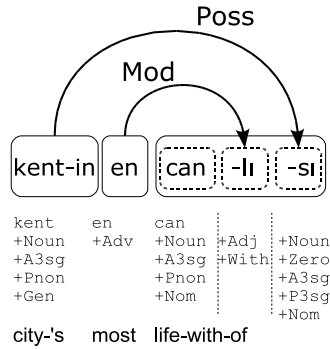 Poss
Mod
kent-in en can -lı -sı
kent en can
+Noun +Adv +Noun +Adj +Noun
+A3sg +A3sg +With +Zero
+Pnon +Pnon +A3sg
+Gen +Nom +P3sg
+Nom
city-'s most life-with-of